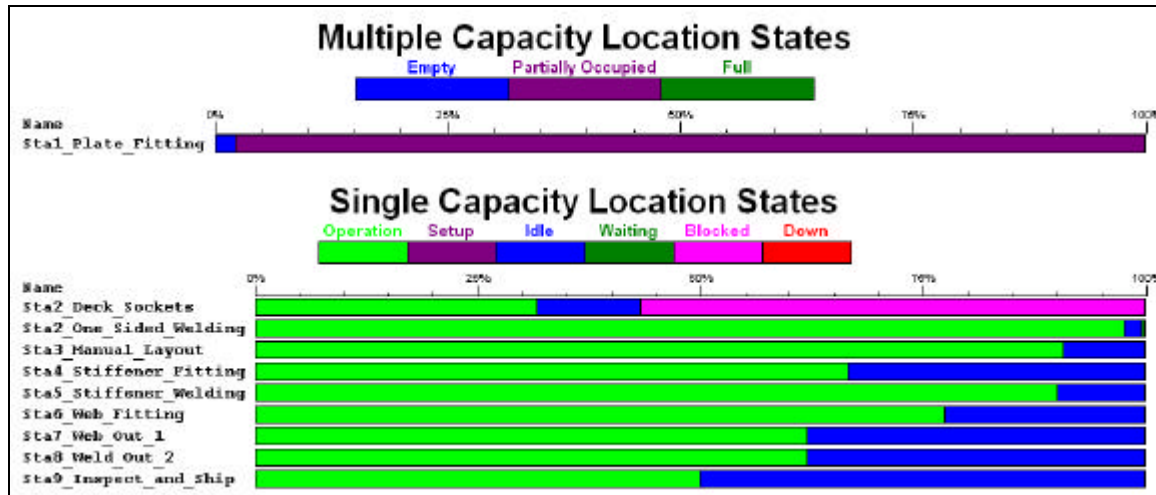 Multiple Capacity Location States
Empty Partially Occupied Full
Name 0% 25% 50% 75% 100%
Sta1_Plate_Fitting
Single Capacity Location States
Operation Setup Idle Waiting Blocked Down
Name 0% 25% 50% 75% 100%
Sta2_Deck_Sockets
Sta2_One_Sided_Welding
Sta3_Manual_Layout
Sta4_Stiffener_Fitting
Sta5_Stiffener_Welding
Sta6_Web_Fitting
Sta7_Web_Out_1
Sta8_Weld_Out_2
Sta9_Inspect_and_Ship